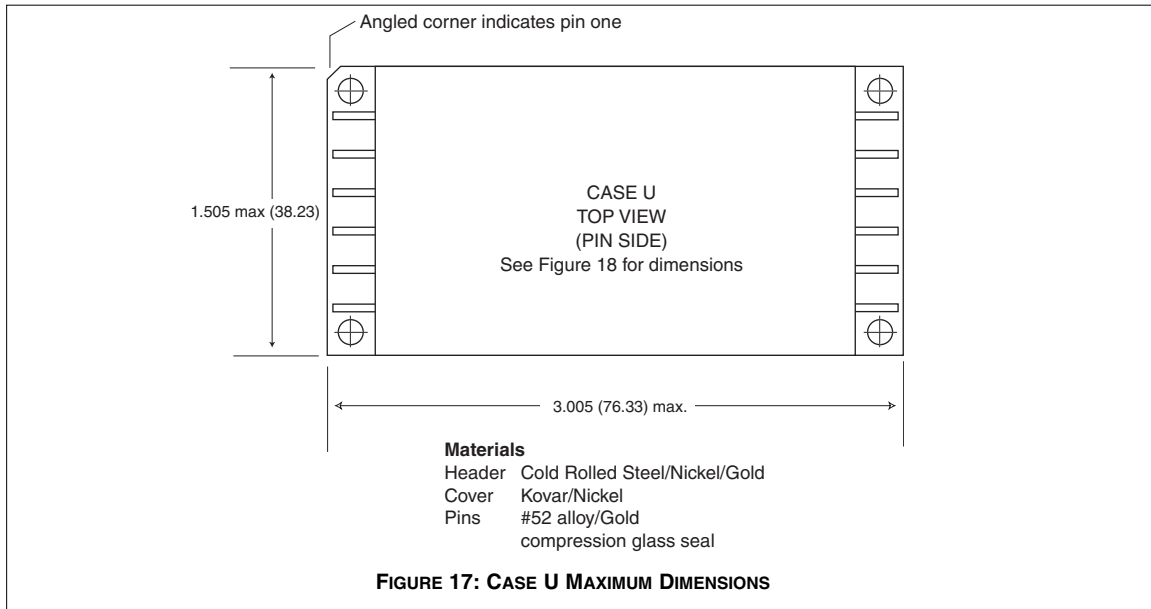 Angled corner indicates pin one
1.505 max (38.23)
CASE U
TOP VIEW
(PIN SIDE)
See Figure 18 for dimensions
3.005 (76.33) max.
Materials
Header Cold Rolled Steel/Nickel/Gold
Cover Kovar/Nickel
Pins #52 alloy/Gold
compression glass seal
FIGURE 17: CASE U MAXIMUM DIMENSIONS